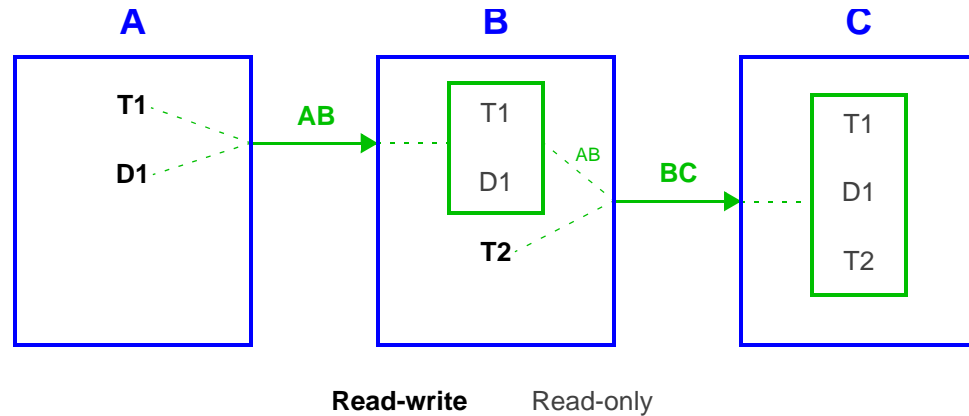 A B C
T1
D1
AB
T1
D1
AB
T2
BC
T1
D1
T2
Read-write Read-only